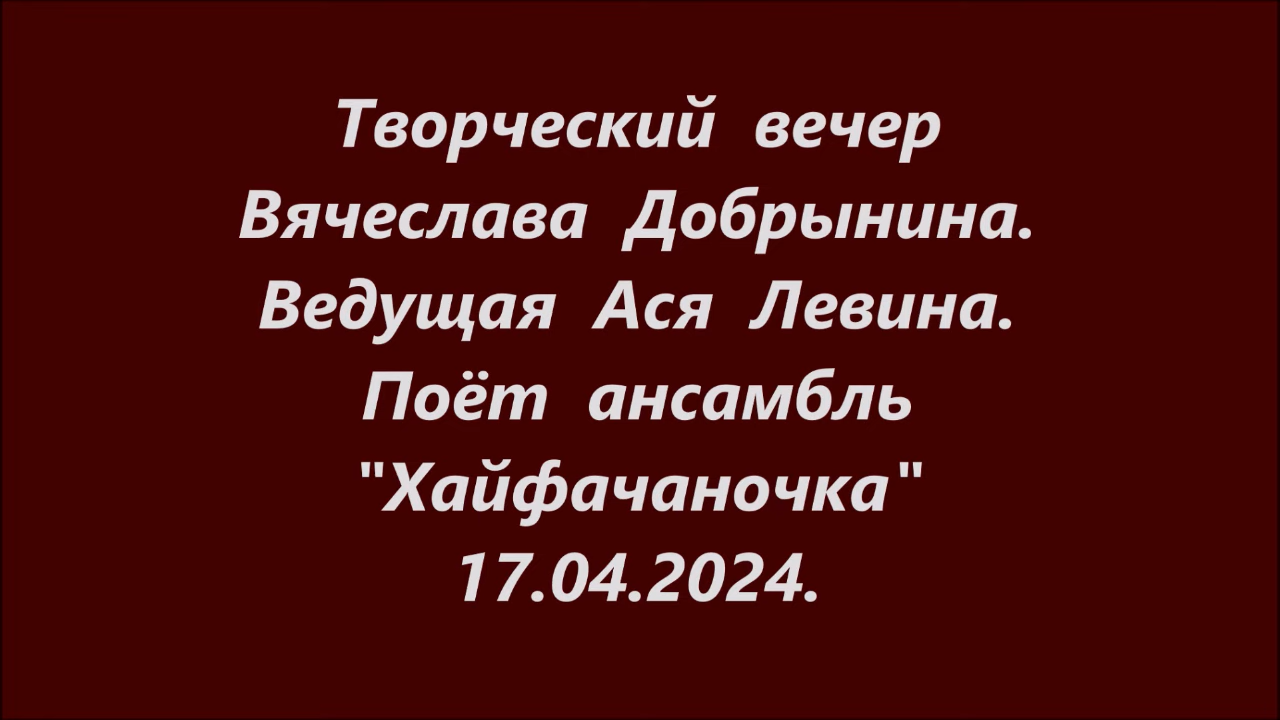 Творческий вечер
Вячеслава Добрынина.
Ведущая Ася Левина.
Поёт ансамбль
"Хайфачаночка"
17.04.2024.